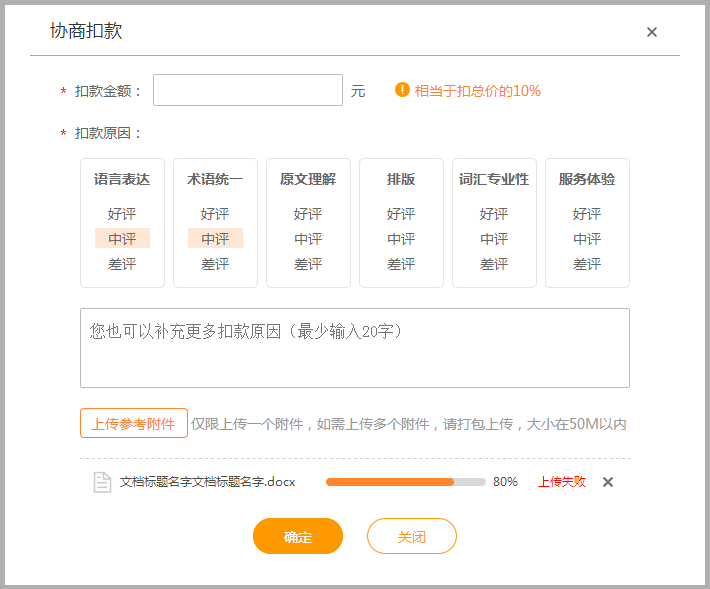 协商扣款
* 扣款金额： 元 相当于扣总价的10%
* 扣款原因：
语言表达 术语统一 原文理解 排版 词汇专业性 服务体验
好评 好评 好评 好评 好评 好评
中评 中评 中评 中评 中评 中评
差评 差评 差评 差评 差评 差评
您也可以补充更多扣款原因（最少输入20字）
上传参考附件 仅限上传一个附件，如需上传多个附件，请打包上传，大小在50M以内
文档标题名字文档标题名字.docx 80% 上传失败
确定 关闭